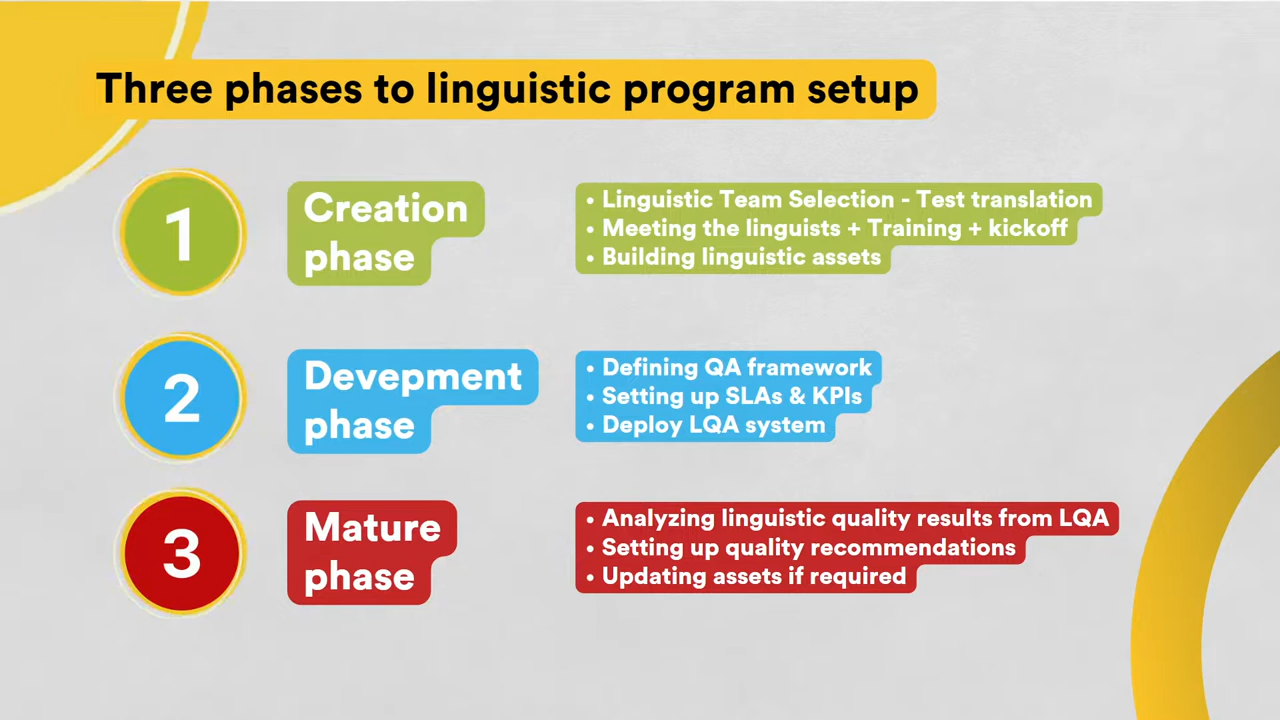 Three phases to linguistic program setup
1
Creation
phase
• Linguistic Team Selection - Test translation
• Meeting the linguists + Training + kickoff
• Building linguistic assets
2
Devepment
phase
• Defining QA framework
• Setting up SLAs & KPIs
• Deploy LQA system
3
Mature
phase
• Analyzing linguistic quality results from LQA
• Setting up quality recommendations
• Updating assets if required